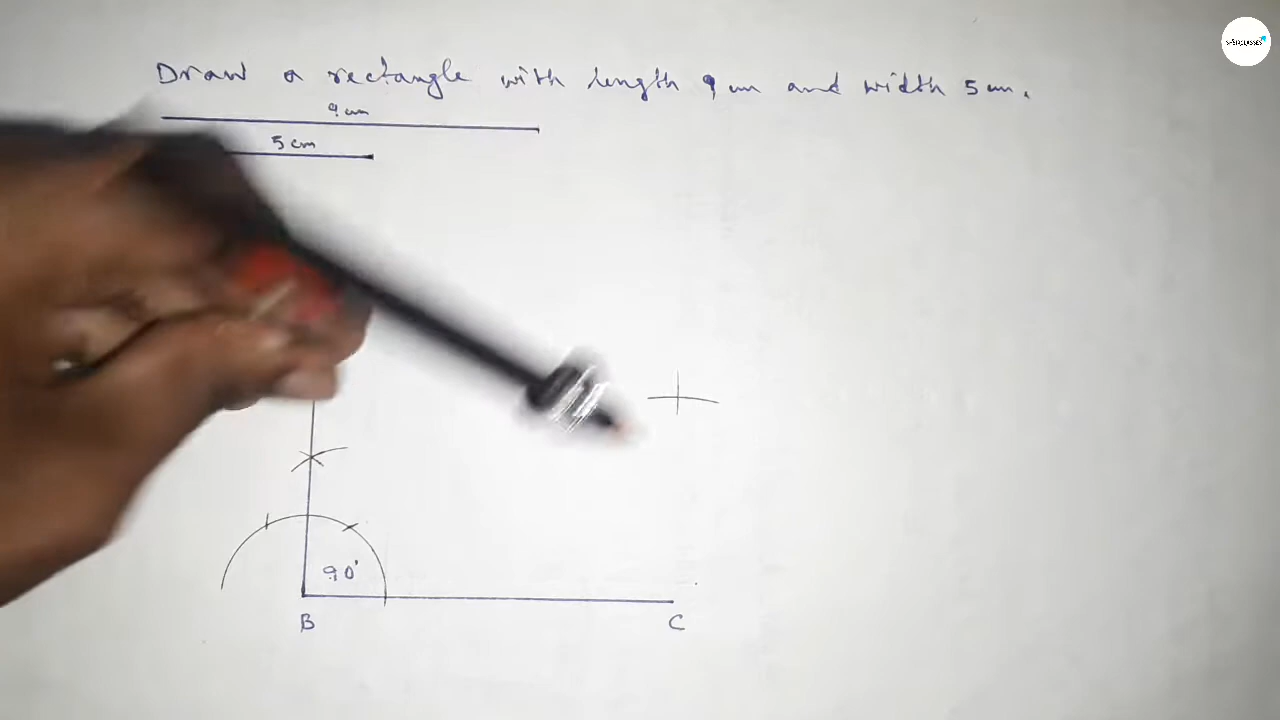 Draw a rectangle with length 9 cm and width 5 cm.
9 cm
5 cm
90°
B
C